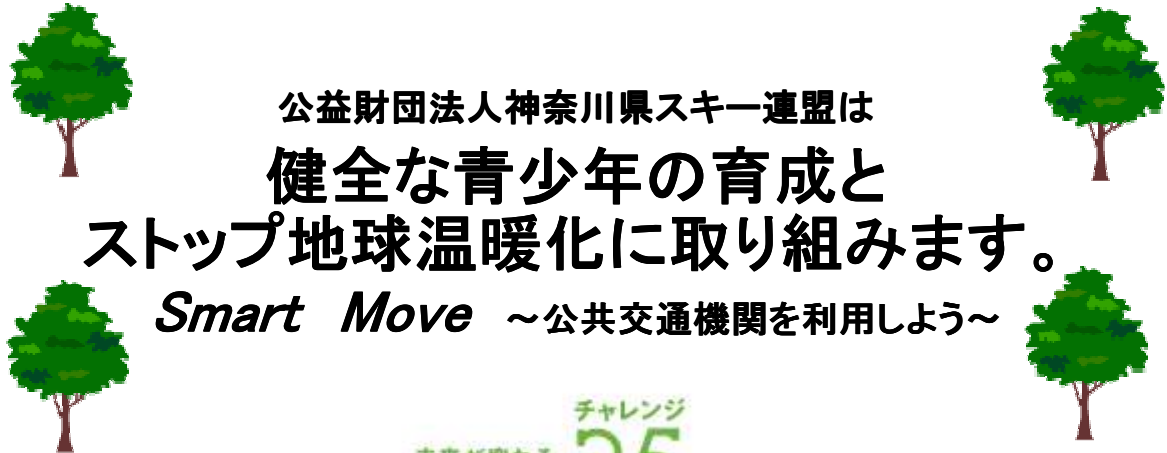 公益財団法人神奈川県スキー連盟は
健全な青少年の育成と
ストップ地球温暖化に取り組みます。
Smart Move ～公共交通機関を利用しよう～
チャレンジ